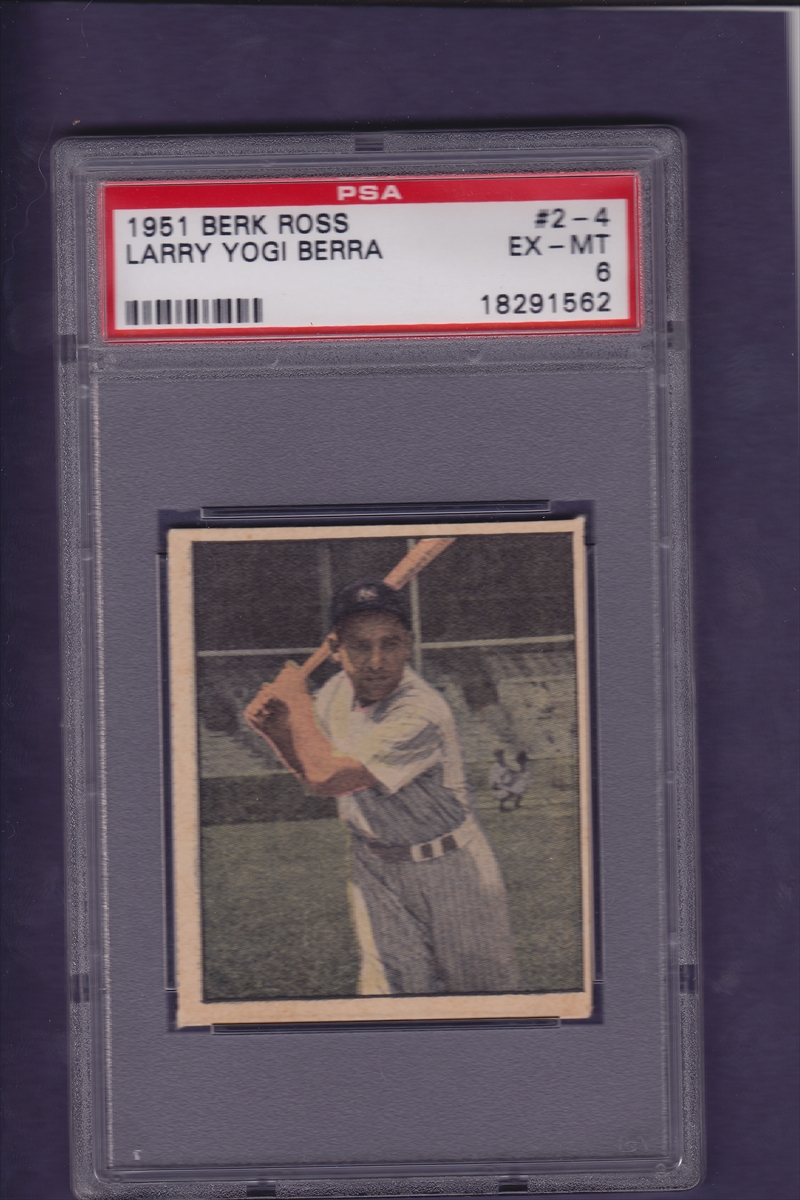 PSA
1951 BERK ROSS #2-4
LARRY YOGI BERRA EX-MT
6
18291562